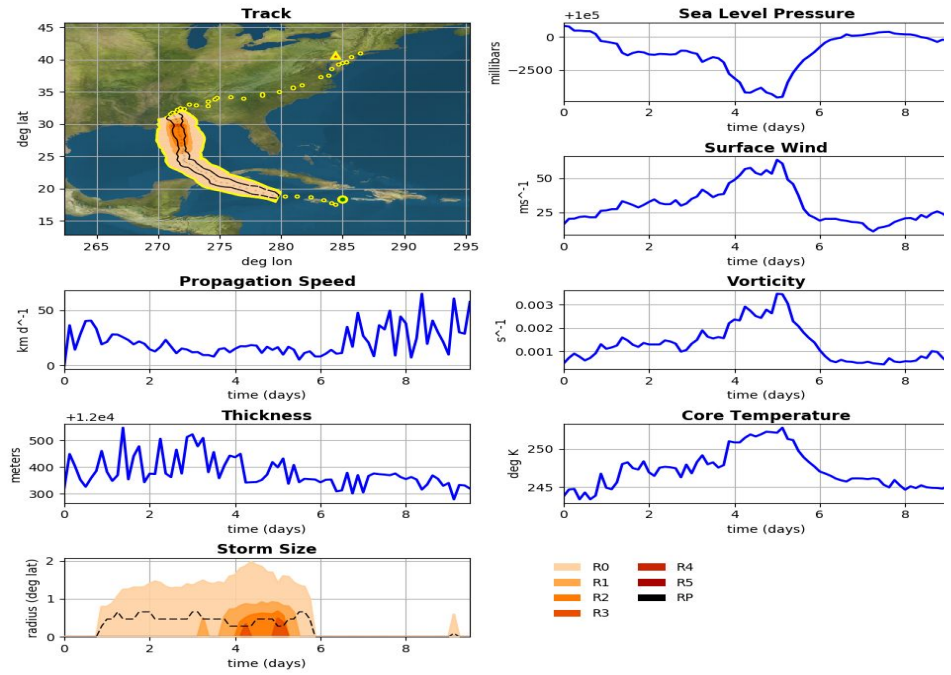 Track
45
40
35
30
25
20
15
deg lat
265 270 275 280 285 290 295
deg lon
Sea Level Pressure
+1e5
0
−2500
millibars
0 2 4 6 8
time (days)
Surface Wind
50
25
ms^-1
0 2 4 6 8
time (days)
Propagation Speed
50
0
km d^-1
0 2 4 6 8
time (days)
Vorticity
0.003
0.002
0.001
s^-1
0 2 4 6 8
time (days)
Thickness
+1.2e4
500
400
300
meters
0 2 4 6 8
time (days)
Core Temperature
250
245
deg K
0 2 4 6 8
time (days)
Storm Size
2
1
0
radius (deg lat)
0 2 4 6 8
time (days)
R0
R1
R2
R3
R4
R5
RP